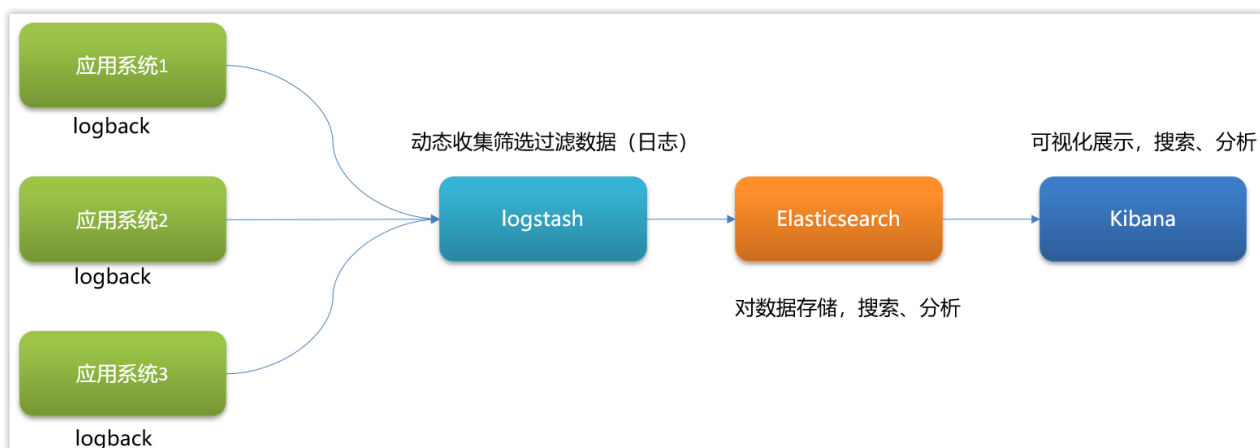 应用系统1
logback
动态收集筛选过滤数据（日志）
可视化展示，搜索、分析
应用系统2
logback
logstash
Elasticsearch
Kibana
对数据存储，搜索、分析
应用系统3
logback